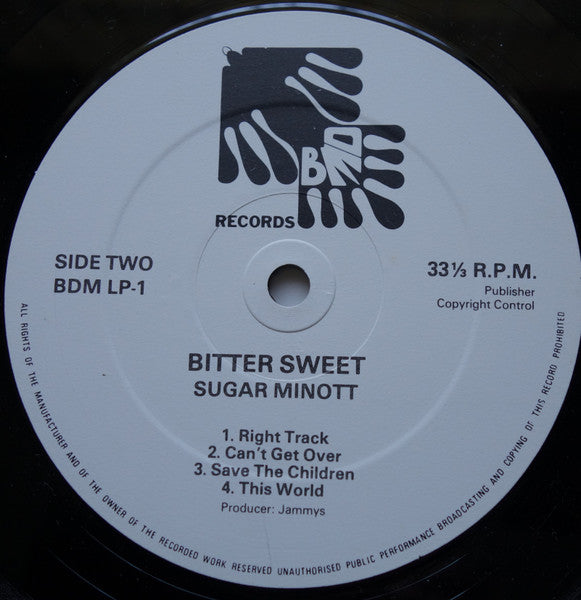 BDM
RECORDS
SIDE TWO
BDM LP-1
33⅓ R.P.M.
Publisher
Copyright Control
BITTER SWEET
SUGAR MINOTT
1. Right Track
2. Can't Get Over
3. Save The Children
4. This World
Producer: Jammys
ALL RIGHTS OF THE MANUFACTURER AND OF THE OWNER OF THE RECORDED WORK RESERVED UNAUTHORISED PUBLIC PERFORMANCE BROADCASTING AND COPYING OF THIS RECORD PROHIBITED